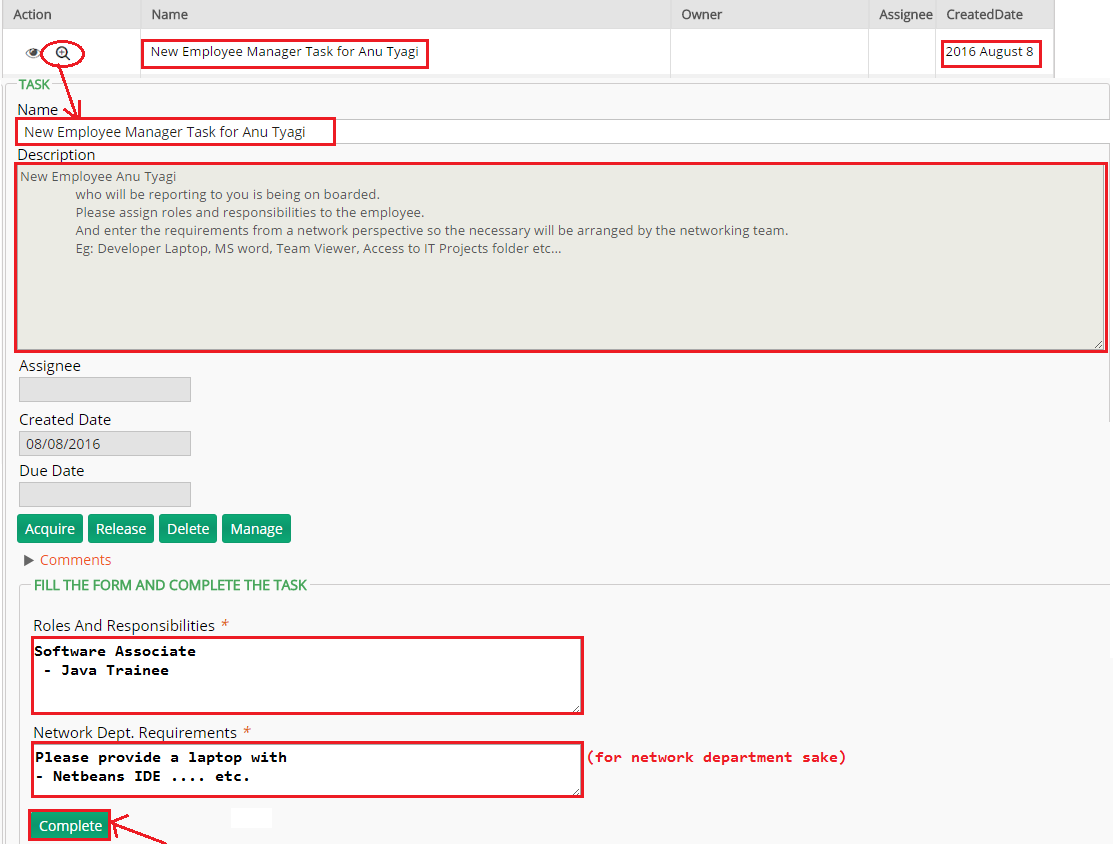 Action Name Owner Assignee CreatedDate
New Employee Manager Task for Anu Tyagi 2016 August 8
TASK
Name
New Employee Manager Task for Anu Tyagi
Description
New Employee Anu Tyagi
who will be reporting to you is being on boarded.
Please assign roles and responsibilities to the employee.
And enter the requirements from a network perspective so the necessary will be arranged by the networking team.
Eg: Developer Laptop, MS word, Team Viewer, Access to IT Projects folder etc...
Assignee
Created Date
08/08/2016
Due Date
Acquire Release Delete Manage
Comments
FILL THE FORM AND COMPLETE THE TASK
Roles And Responsibilities *
Software Associate
- Java Trainee
Network Dept. Requirements *
Please provide a laptop with (for network department sake)
- Netbeans IDE .... etc.
Complete